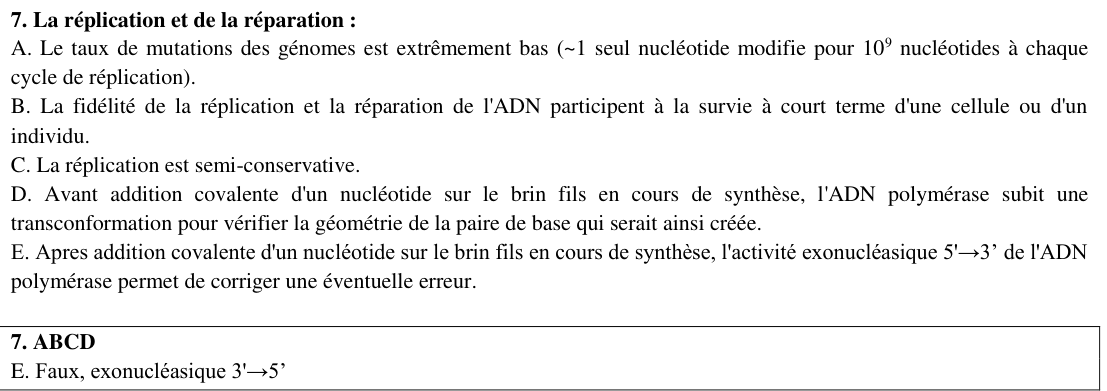 7. La réplication et de la réparation :
A. Le taux de mutations des génomes est extrêmement bas (~1 seul nucléotide modifie pour 10⁹ nucléotides à chaque
cycle de réplication).
B. La fidélité de la réplication et la réparation de l'ADN participent à la survie à court terme d'une cellule ou d'un
individu.
C. La réplication est semi-conservative.
D. Avant addition covalente d'un nucléotide sur le brin fils en cours de synthèse, l'ADN polymérase subit une
transconformation pour vérifier la géométrie de la paire de base qui serait ainsi créée.
E. Apres addition covalente d'un nucléotide sur le brin fils en cours de synthèse, l'activité exonucléasique 5'→3’ de l'ADN
polymérase permet de corriger une éventuelle erreur.
7. ABCD
E. Faux, exonucléasique 3'→5’